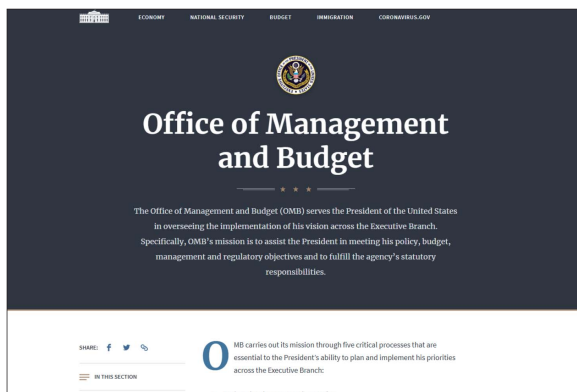 ECONOMY NATIONAL SECURITY BUDGET IMMIGRATION CORONAVIRUS.GOV
Office of Management
and Budget
The Office of Management and Budget (OMB) serves the President of the United States
in overseeing the implementation of his vision across the Executive Branch.
Specifically, OMB's mission is to assist the President in meeting his policy, budget,
management and regulatory objectives and to fulfill the agency's statutory
responsibilities.
SHARE:
IN THIS SECTION
OMB carries out its mission through five critical processes that are
essential to the President's ability to plan and implement his priorities
across the Executive Branch: